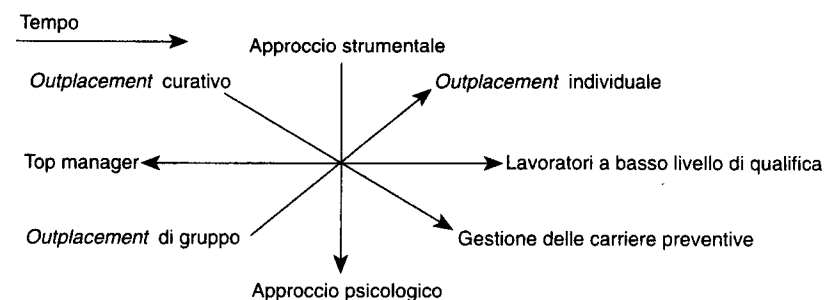 Tempo
Approccio strumentale
Outplacement curativo
Outplacement individuale
Top manager
Lavoratori a basso livello di qualifica
Outplacement di gruppo
Gestione delle carriere preventive
Approccio psicologico